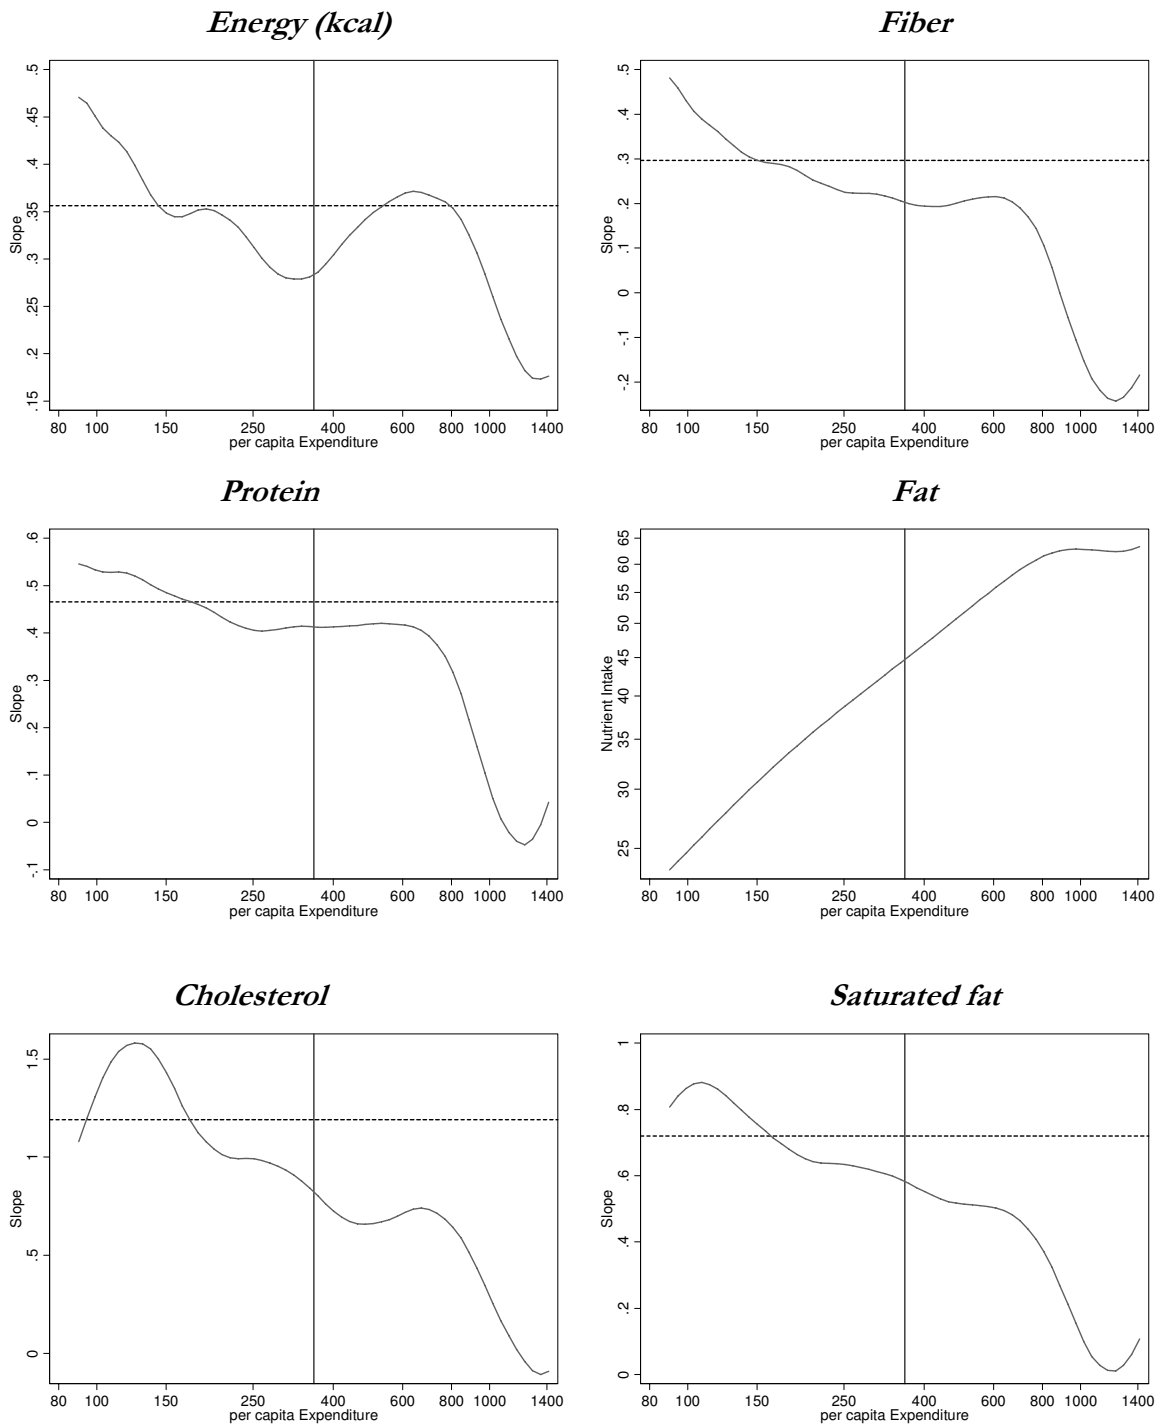 Energy (kcal)
Fiber
.5
.45
.4
.35
.3
.25
.2
.15
Slope
80 100 150 250 400 600 800 1000 1400
per capita Expenditure
.5
.4
.3
.2
.1
0
-.1
-.2
Slope
80 100 150 250 400 600 800 1000 1400
per capita Expenditure
Protein
Fat
.6
.5
.4
.3
.2
.1
0
-.1
Slope
80 100 150 250 400 600 800 1000 1400
per capita Expenditure
65
60
55
50
45
40
35
30
25
Nutrient Intake
80 100 150 250 400 600 800 1000 1400
per capita Expenditure
Cholesterol
Saturated fat
1.5
1
.5
0
Slope
80 100 150 250 400 600 800 1000 1400
per capita Expenditure
1
.8
.6
.4
.2
0
Slope
80 100 150 250 400 600 800 1000 1400
per capita Expenditure